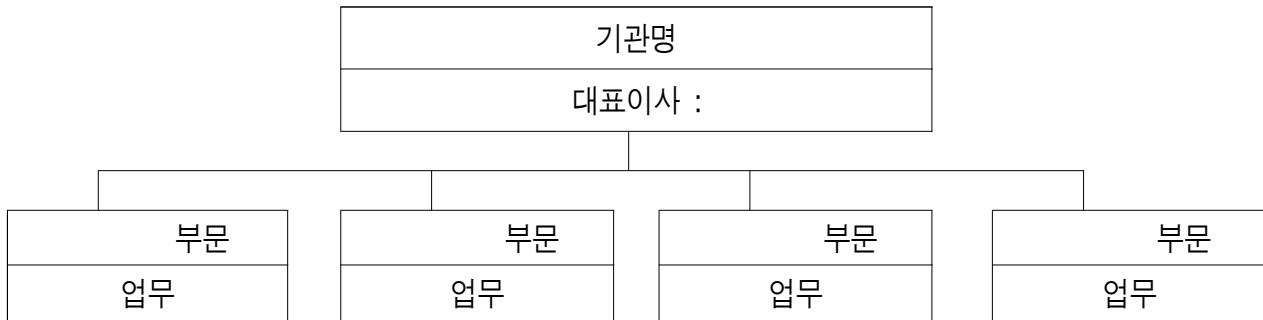 기관명
대표이사 :
부문 부문 부문 부문
업무 업무 업무 업무